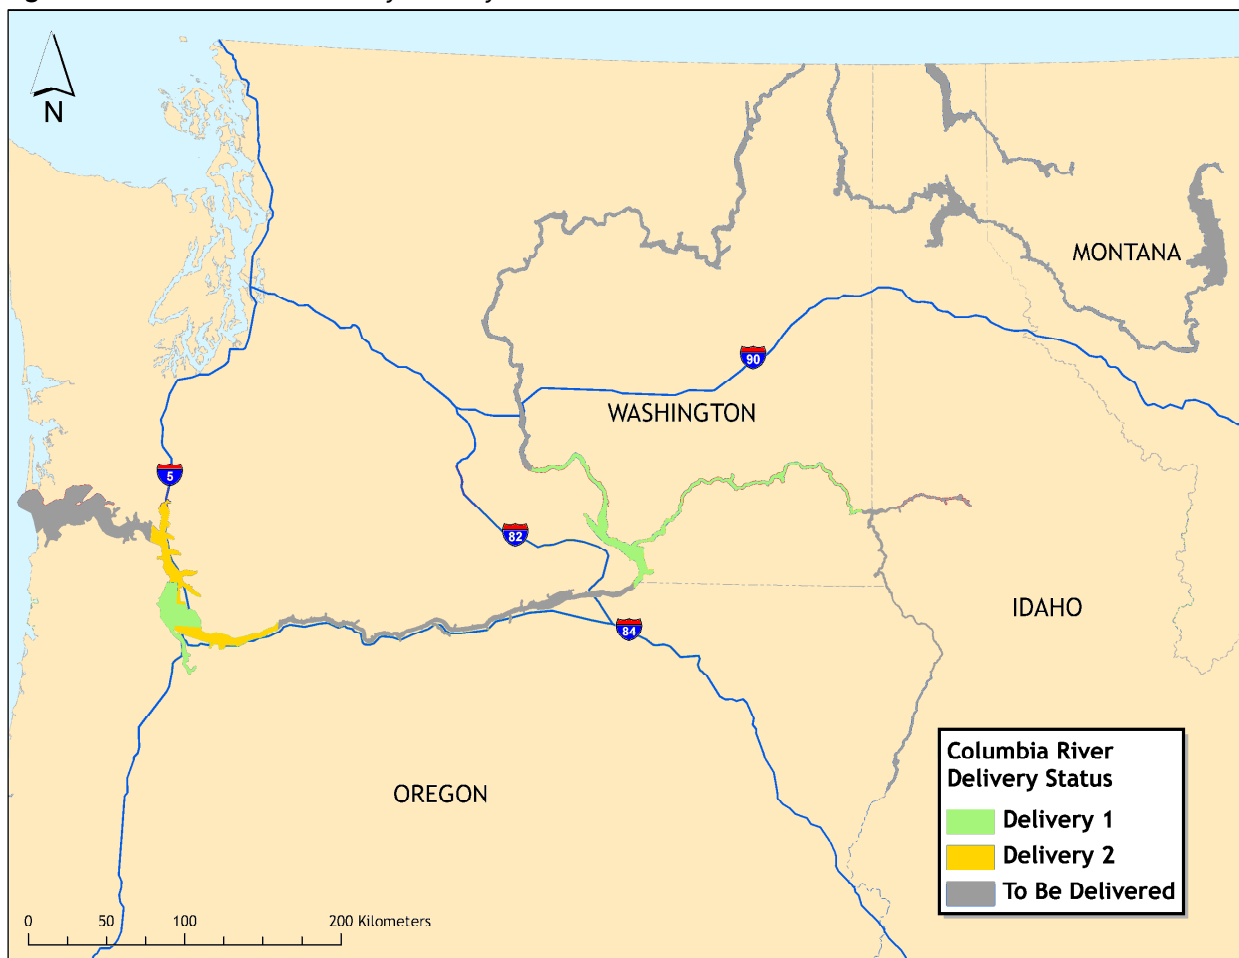 N
MONTANA
90
WASHINGTON
5
82
IDAHO
84
OREGON
Columbia River
Delivery Status
Delivery 1
Delivery 2
To Be Delivered
0 50 100 200 Kilometers